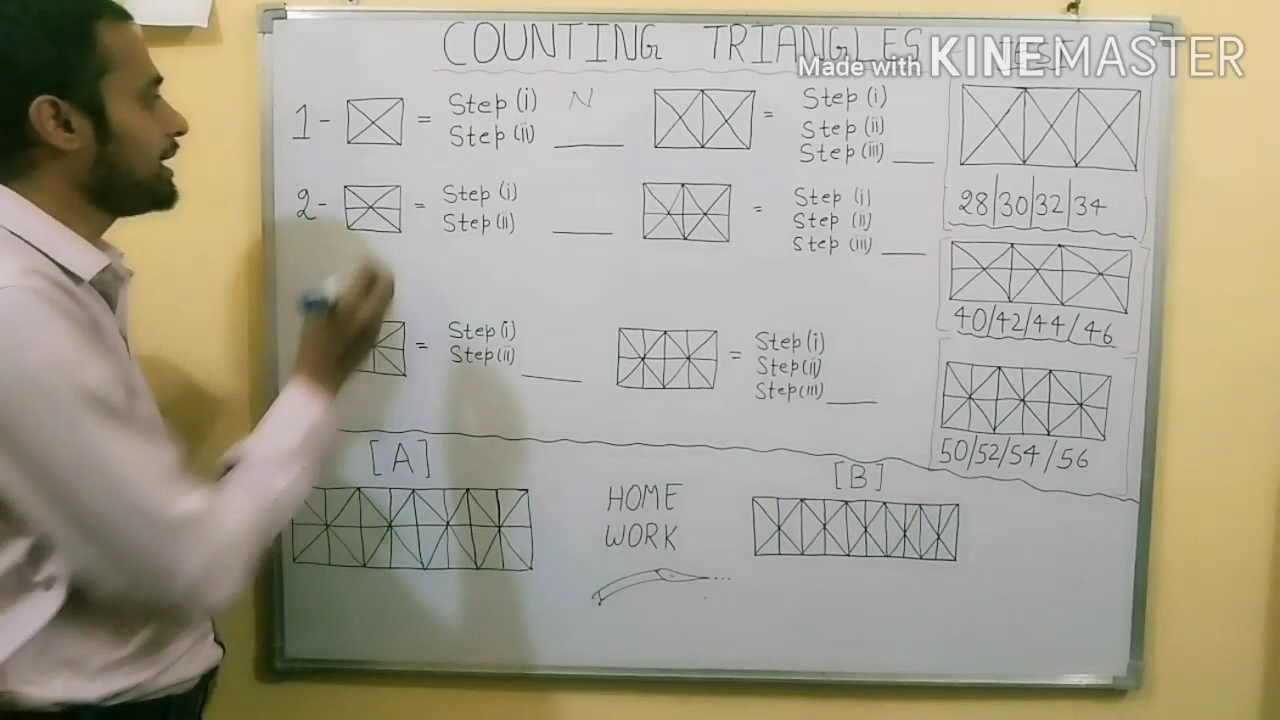 COUNTING TRIANGLES
Made with KINEMASTER
1- = Step (i) N
Step (ii)
= Step (i)
Step (ii)
Step (iii)
28|30|32|34
2- = Step (i)
Step (ii)
= Step (i)
Step (ii)
Step (iii)
40/42/44/46
= Step (i)
Step (ii)
= Step (i)
Step (ii)
Step (iii)
50/52/54/56
[A]
HOME
WORK
[B]